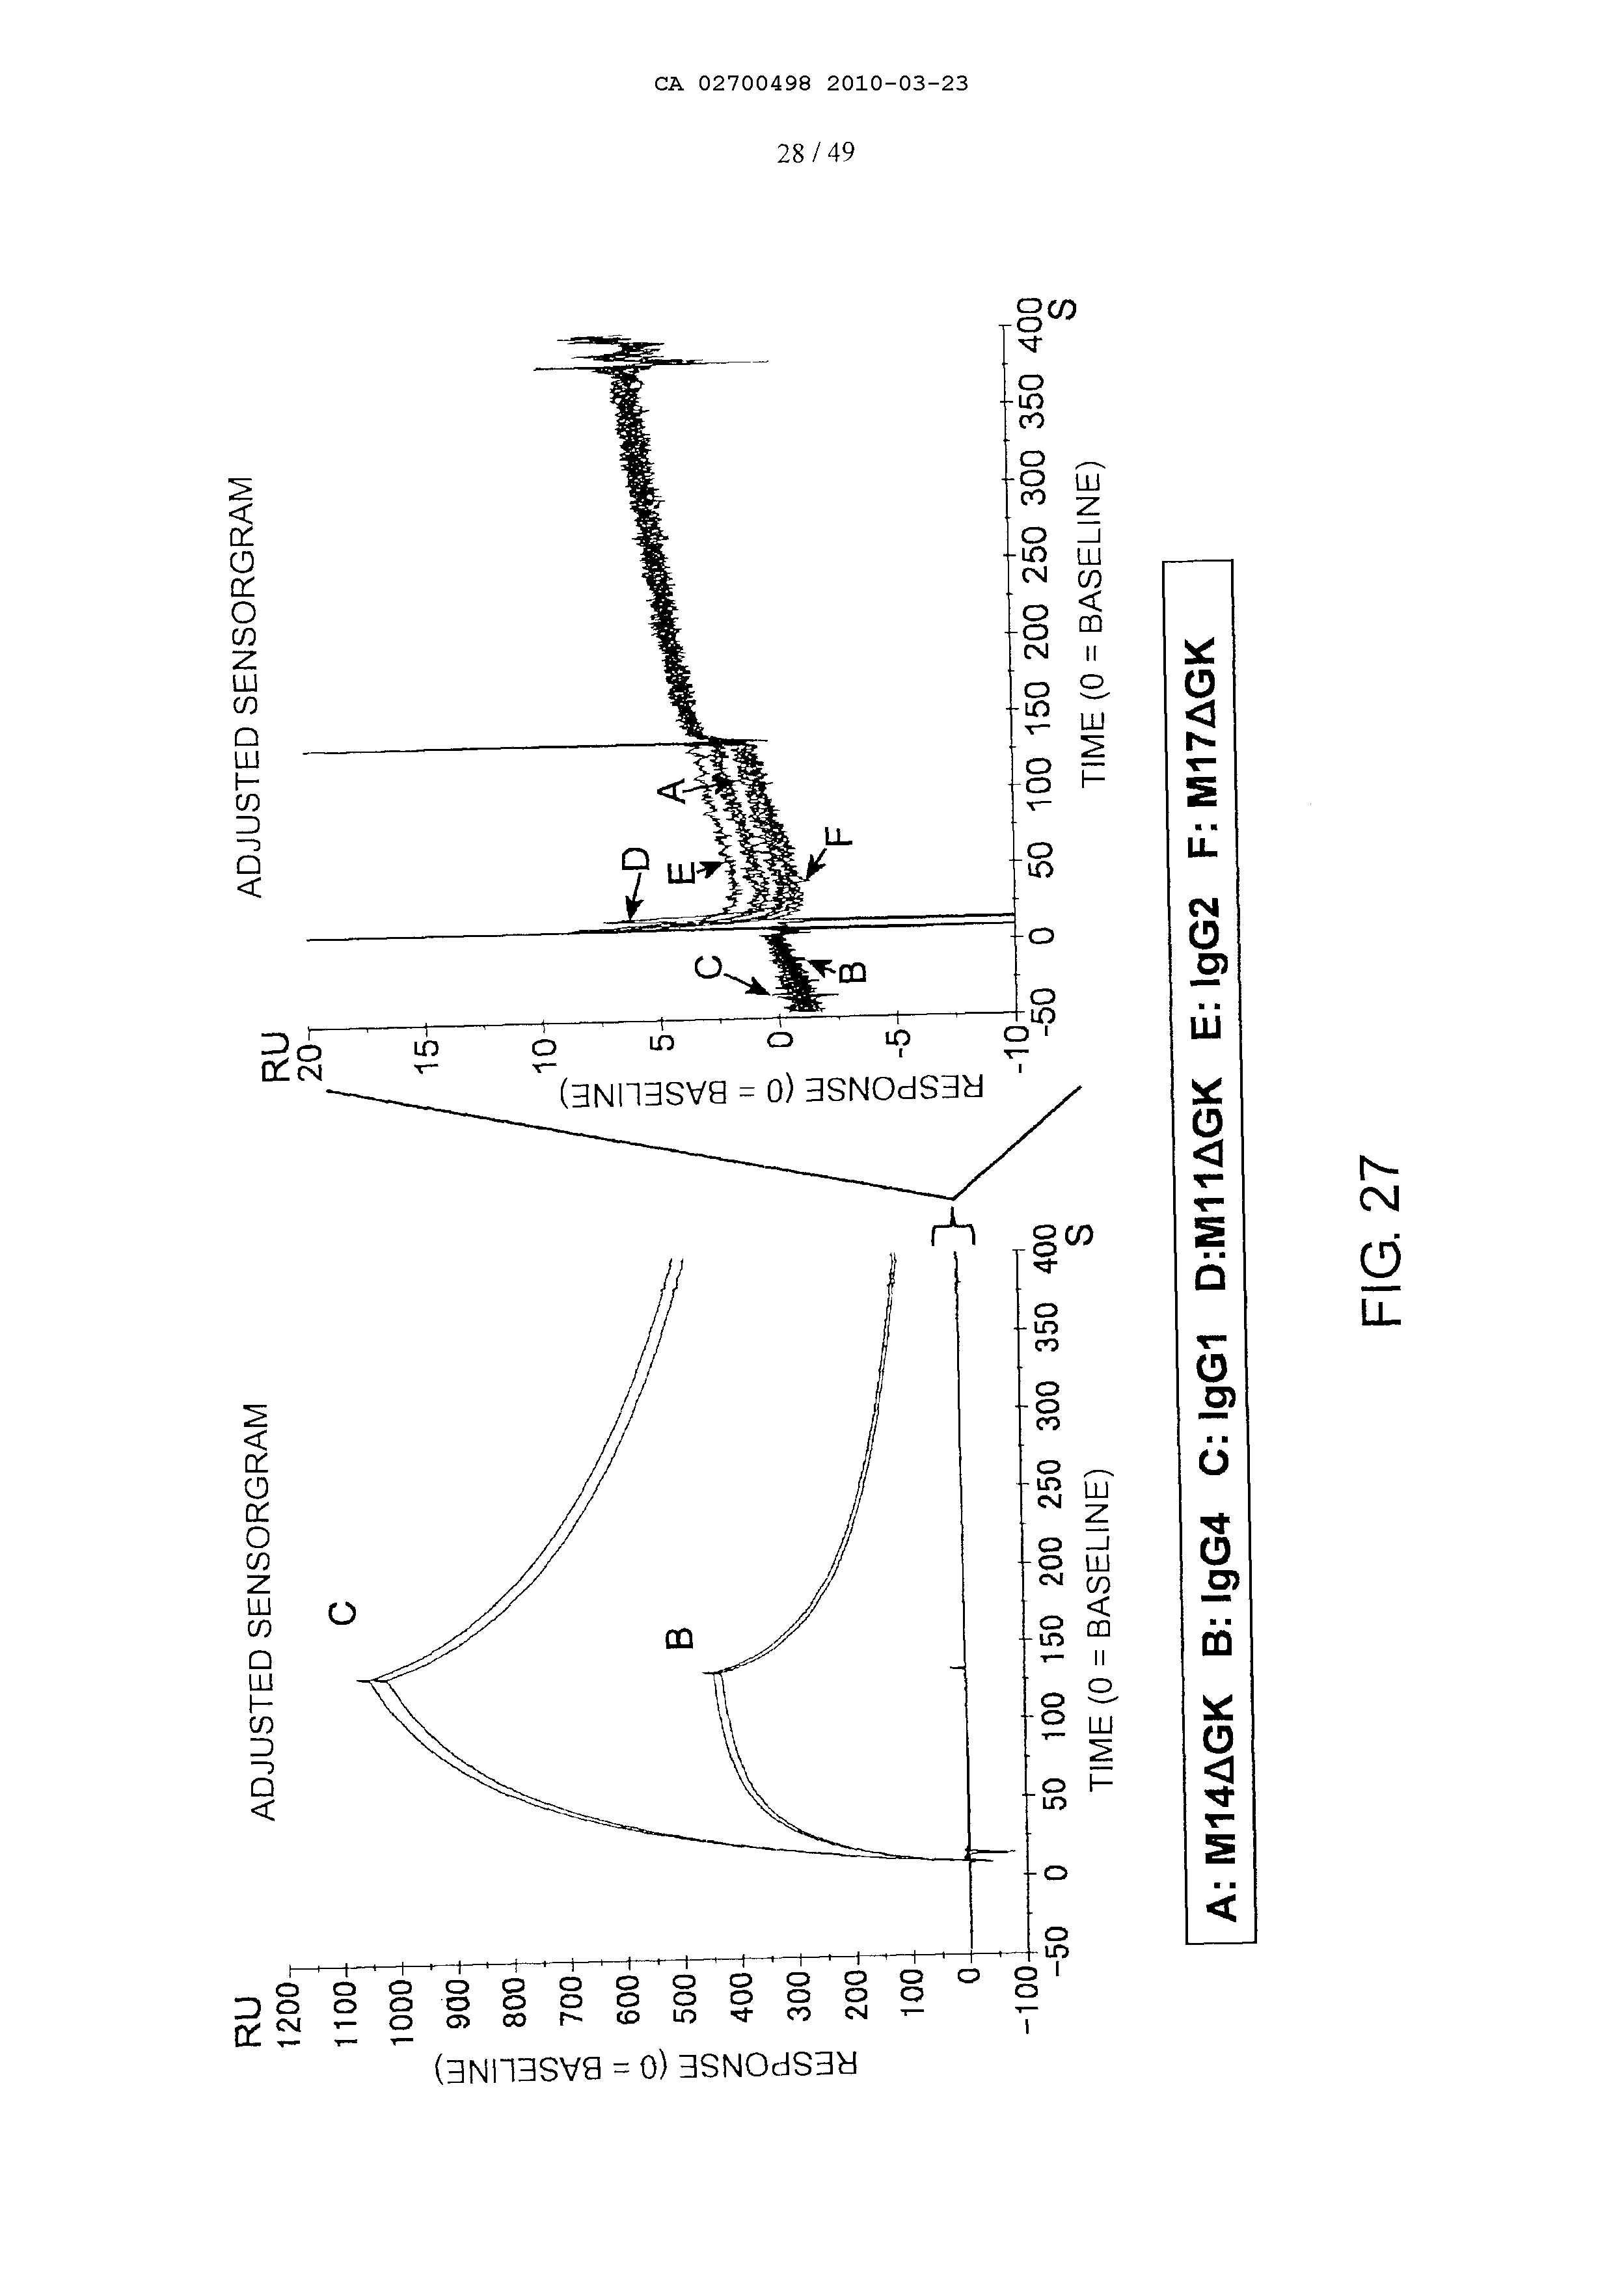 CA 02700498 2010-03-23
28 / 49
ADJUSTED SENSORGRAM
RU
1200
1100
1000
900
800
700
600
500
400
300
200
100
0
-100
RESPONSE (0 = BASELINE)
C
B
-50 0 50 100 150 200 250 300 350 400
S
TIME (0 = BASELINE)
ADJUSTED SENSORGRAM
RU
20
15
10
5
0
-5
-10
RESPONSE (0 = BASELINE)
C
B
D
E
A
F
-50 0 50 100 150 200 250 300 350 400
S
TIME (0 = BASELINE)
A: M14ΔGK B: IgG4 C: IgG1 D:M11ΔGK E: IgG2 F: M17ΔGK
FIG. 27